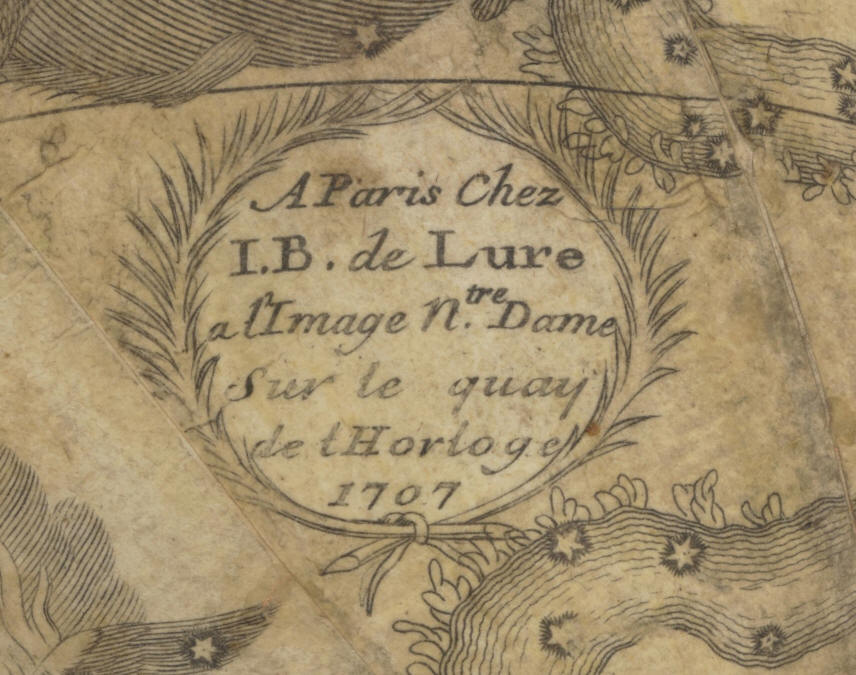 A Paris Chez
I.B. de Lure
a l'Image N.tre Dame
Sur le quay
de l Horloge
1707